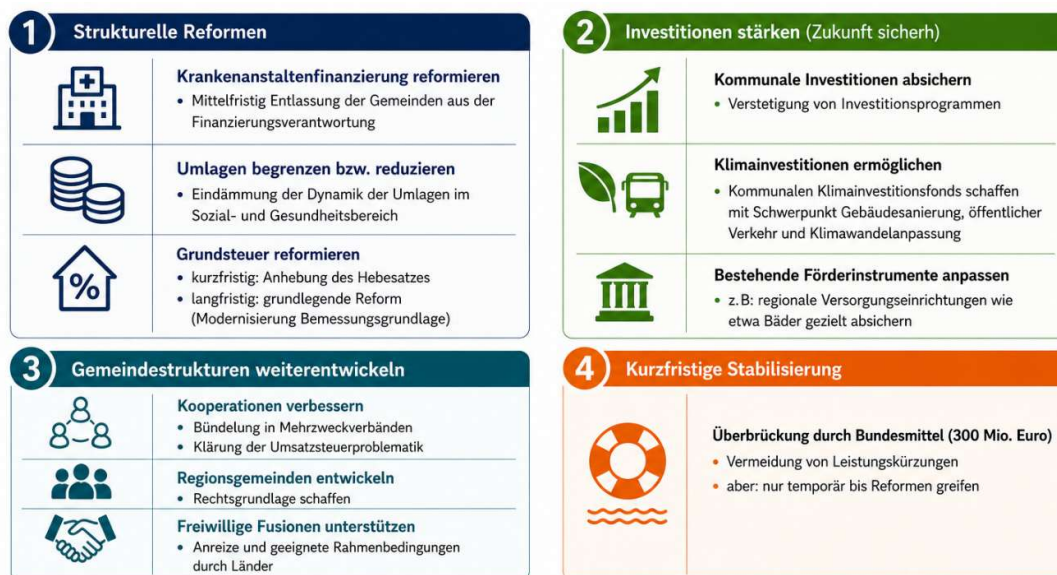 1 Strukturelle Reformen
Krankenanstaltenfinanzierung reformieren
• Mittelfristig Entlassung der Gemeinden aus der
Finanzierungsverantwortung
Umlagen begrenzen bzw. reduzieren
• Eindämmung der Dynamik der Umlagen im
Sozial- und Gesundheitsbereich
%
Grundsteuer reformieren
• kurzfristig: Anhebung des Hebesatzes
• langfristig: grundlegende Reform
(Modernisierung Bemessungsgrundlage)
2 Investitionen stärken (Zukunft sicherh)
Kommunale Investitionen absichern
• Verstetigung von Investitionsprogrammen
Klimainvestitionen ermöglichen
• Kommunalen Klimainvestitionsfonds schaffen
mit Schwerpunkt Gebäudesanierung, öffentlicher
Verkehr und Klimawandelanpassung
Bestehende Förderinstrumente anpassen
• z.B: regionale Versorgungseinrichtungen wie
etwa Bäder gezielt absichern
3 Gemeindestrukturen weiterentwickeln
Kooperationen verbessern
• Bündelung in Mehrzweckverbänden
• Klärung der Umsatzsteuerproblematik
Regionsgemeinden entwickeln
• Rechtsgrundlage schaffen
Freiwillige Fusionen unterstützen
• Anreize und geeignete Rahmenbedingungen
durch Länder
4 Kurzfristige Stabilisierung
Überbrückung durch Bundesmittel (300 Mio. Euro)
• Vermeidung von Leistungskürzungen
• aber: nur temporär bis Reformen greifen